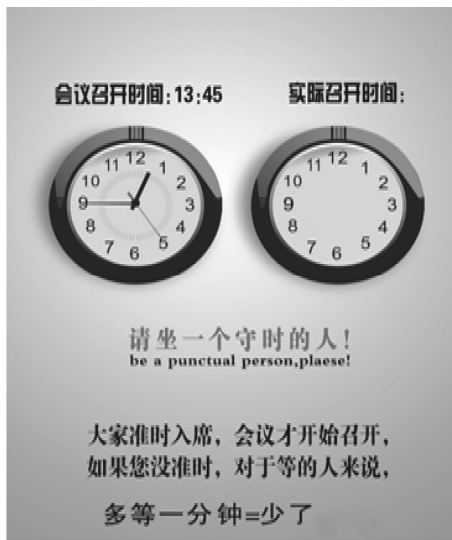 会议召开时间:13:45
实际召开时间:
11 12 1
10 2
9 3
8 4
7 6 5
11 12 1
10 2
9 3
8 4
7 6 5
请坐一个守时的人!
be a punctual person,plaese!
大家准时入席，会议才开始召开，
如果您没准时，对于等的人来说，
多等一分钟=少了